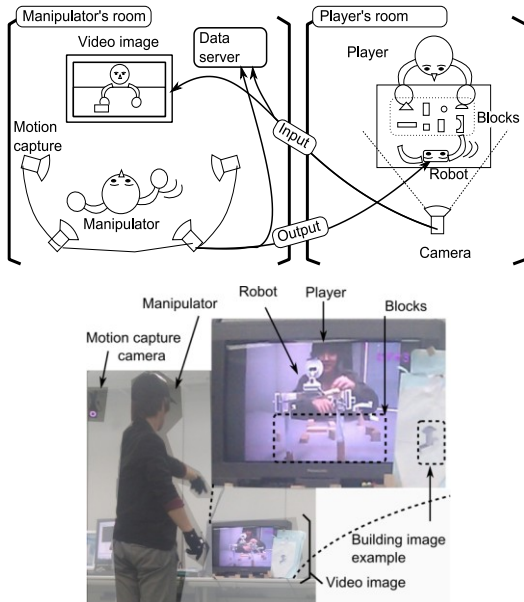 Manipulator's room
Video image
Data
server
Motion
capture
Manipulator
Input
Output
Player's room
Player
Blocks
Robot
Camera
Robot
Player
Manipulator
Blocks
Motion capture
camera
Panasonic
Building image
example
Video image